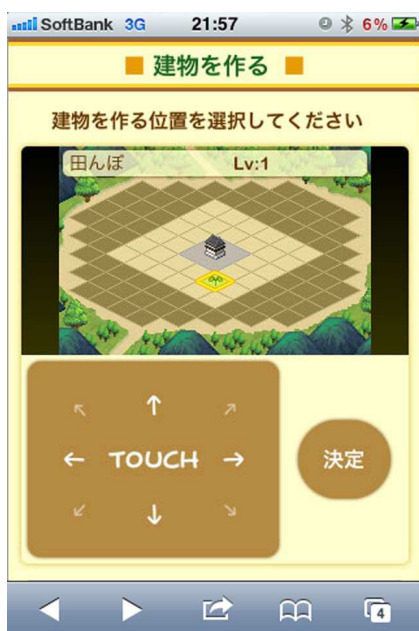 SoftBank 3G 21:57 6%
建物を作る
建物を作る位置を選択してください
田んぼ Lv:1
TOUCH
決定
4